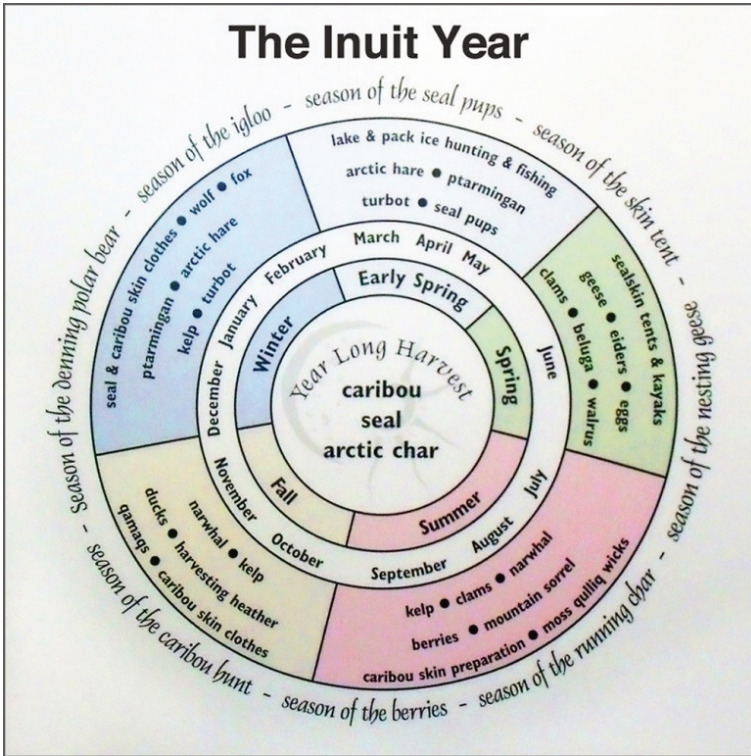 The Inuit Year
season of the igloo - season of the seal pups - season of the skin tent - season of the nesting geese - season of the running char - season of the berries - season of the caribou hunt - Season of the denning polar bear -
lake & pack ice hunting & fishing
arctic hare ● ptarmingan
turbot ● seal pups
sealskin tents & kayaks
geese ● eiders ● eggs
clams ● beluga ● walrus
kelp ● clams ● narwhal
berries ● mountain sorrel
caribou skin preparation ● moss qulliq wicks
narwhal ● kelp
ducks ● harvesting heather
qamaqs ● caribou skin clothes
seal & caribou skin clothes ● wolf ● fox
ptarmingan ● arctic hare
kelp ● turbot
January February March April May June July August September October November December
Winter
Early Spring
Spring
Summer
Fall
Year Long Harvest
caribou
seal
arctic char